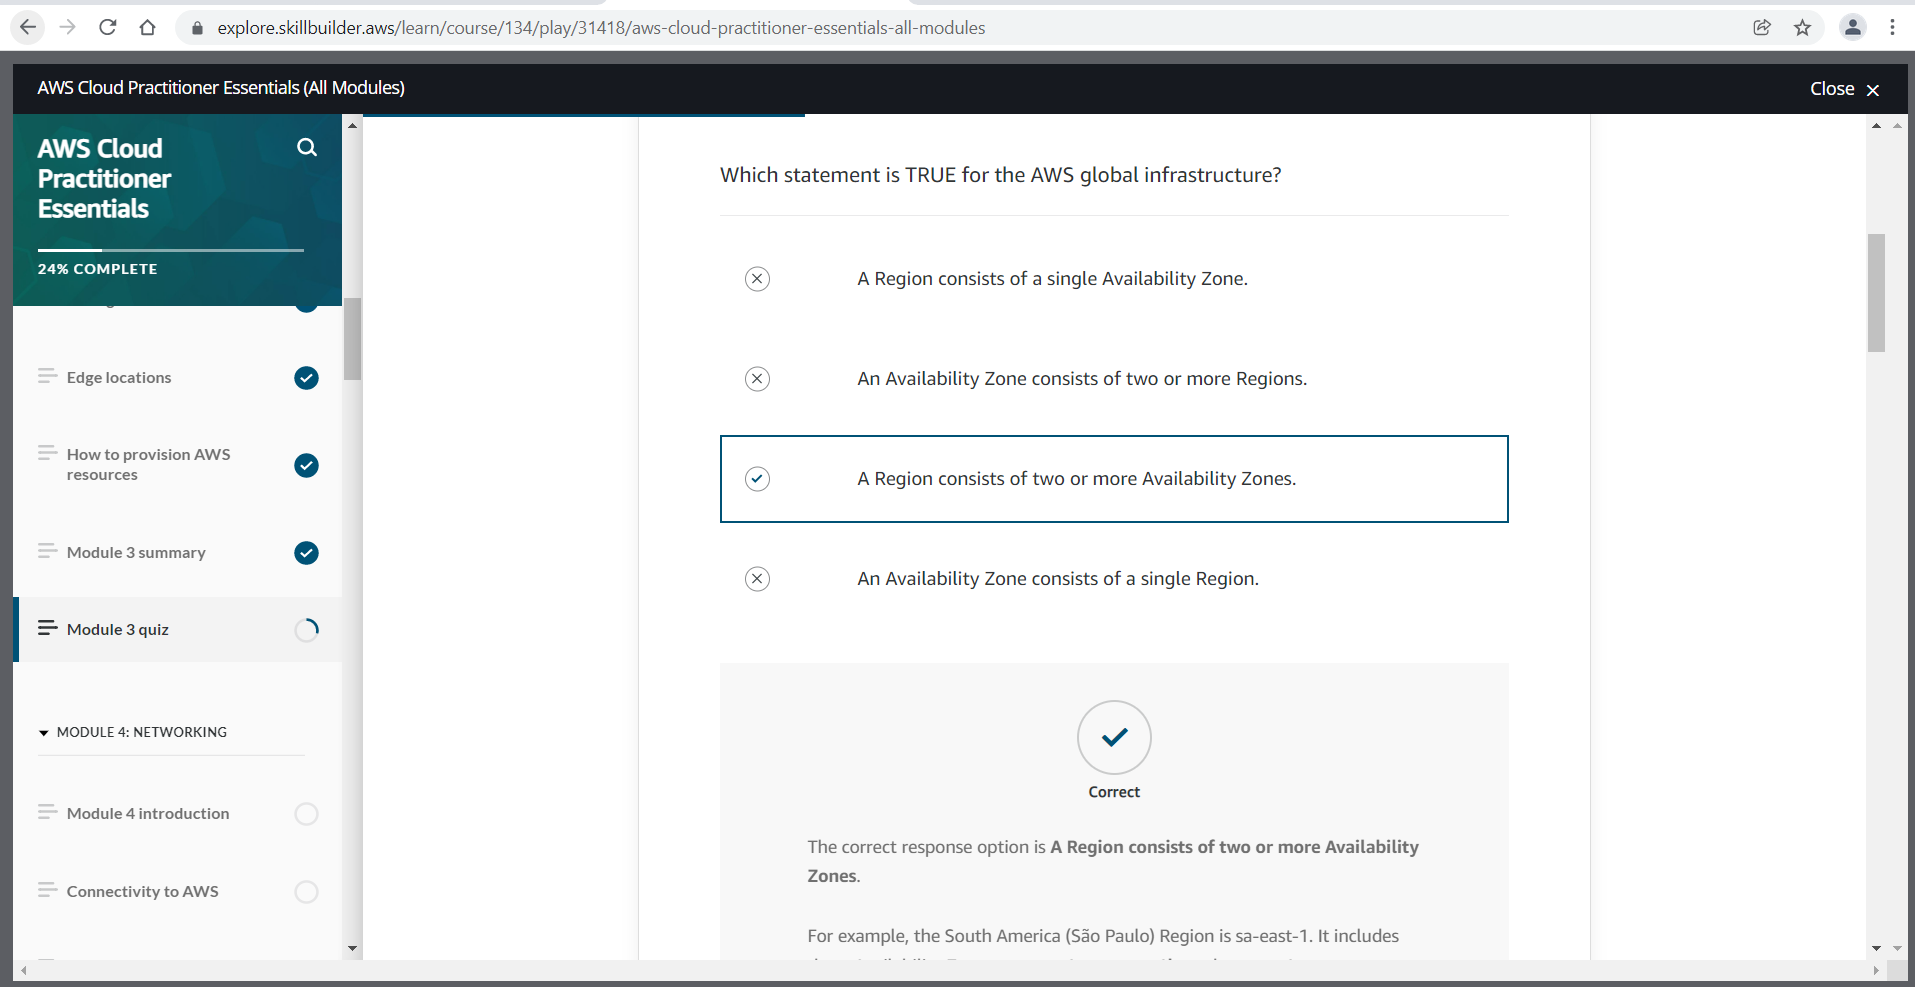 explore.skillbuilder.aws/learn/course/134/play/31418/aws-cloud-practitioner-essentials-all-modules
AWS Cloud Practitioner Essentials (All Modules)
Close
AWS Cloud
Practitioner
Essentials
24% COMPLETE
Edge locations
How to provision AWS
resources
Module 3 summary
Module 3 quiz
MODULE 4: NETWORKING
Module 4 introduction
Connectivity to AWS
Which statement is TRUE for the AWS global infrastructure?
A Region consists of a single Availability Zone.
An Availability Zone consists of two or more Regions.
A Region consists of two or more Availability Zones.
An Availability Zone consists of a single Region.
Correct
The correct response option is A Region consists of two or more Availability
Zones.
For example, the South America (São Paulo) Region is sa-east-1. It includes